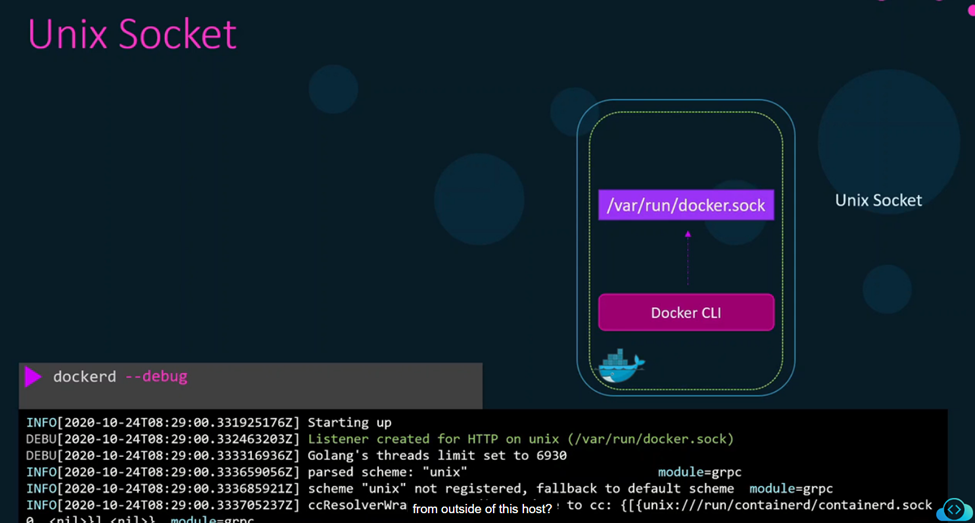 Unix Socket
/var/run/docker.sock
Unix Socket
Docker CLI
dockerd --debug
INFO[2020-10-24T08:29:00.331925176Z] Starting up
DEBU[2020-10-24T08:29:00.332463203Z] Listener created for HTTP on unix (/var/run/docker.sock)
DEBU[2020-10-24T08:29:00.333316936Z] Golang's threads limit set to 6930
INFO[2020-10-24T08:29:00.333659056Z] parsed scheme: "unix" module=grpc
INFO[2020-10-24T08:29:00.333685921Z] scheme "unix" not registered, fallback to default scheme module=grpc
INFO[2020-10-24T08:29:00.333705237Z] ccResolverWra to cc: {[{unix:///run/containerd/containerd.sock
from outside of this host?
0 <nil>}] <nil>} module=grpc